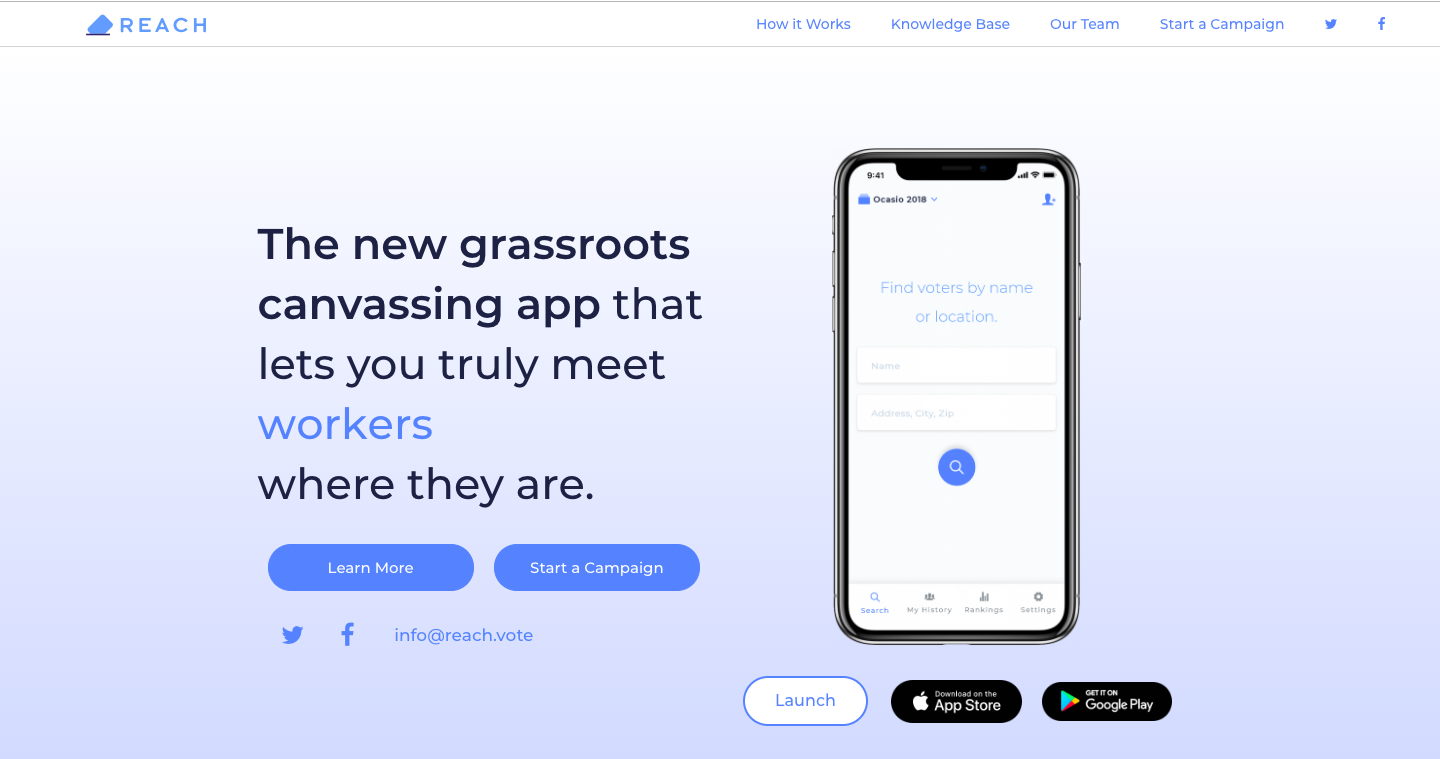 REACH
How it Works
Knowledge Base
Our Team
Start a Campaign
The new grassroots
canvassing app that
lets you truly meet
workers
where they are.
Learn More
Start a Campaign
info@reach.vote
9:41
Ocasio 2018
Find voters by name
or location.
Name
Address, City, Zip
Search
My History
Rankings
Settings
Launch
Download on the
App Store
GET IT ON
Google Play